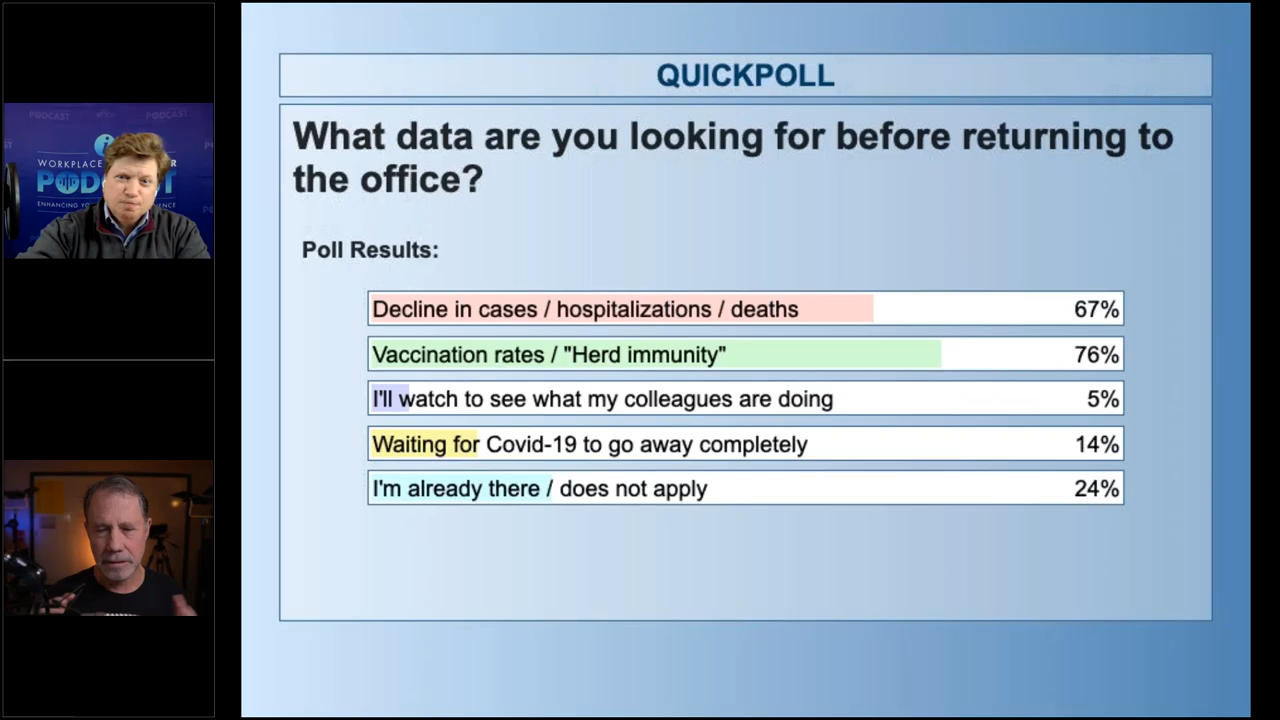 PODCAST
PODCAST
WORKPLACE
ENHANCING
QUICKPOLL
What data are you looking for before returning to
the office?
Poll Results:
Decline in cases / hospitalizations / deaths 67%
Vaccination rates / "Herd immunity" 76%
I'll watch to see what my colleagues are doing 5%
Waiting for Covid-19 to go away completely 14%
I'm already there / does not apply 24%